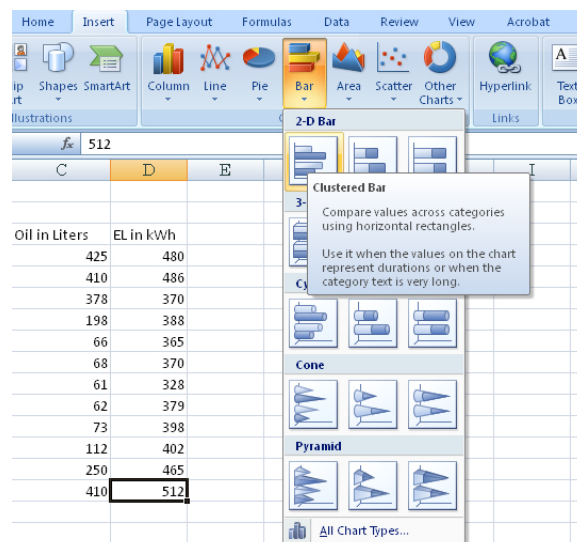 Home Insert Page Layout Formulas Data Review View Acrobat
Shapes SmartArt Column Line Pie Bar Area Scatter Other Charts Hyperlink
Links
512
C D E I
2-D Bar
Clustered Bar
Compare values across categories
using horizontal rectangles.
Use it when the values on the chart
represent durations or when the
category text is very long.
Oil in Liters EL in kWh
425 480
410 486
378 370
198 388
66 365
68 370
61 328
62 379
73 398
112 402
250 465
410 512
Cone
Pyramid
All Chart Types...